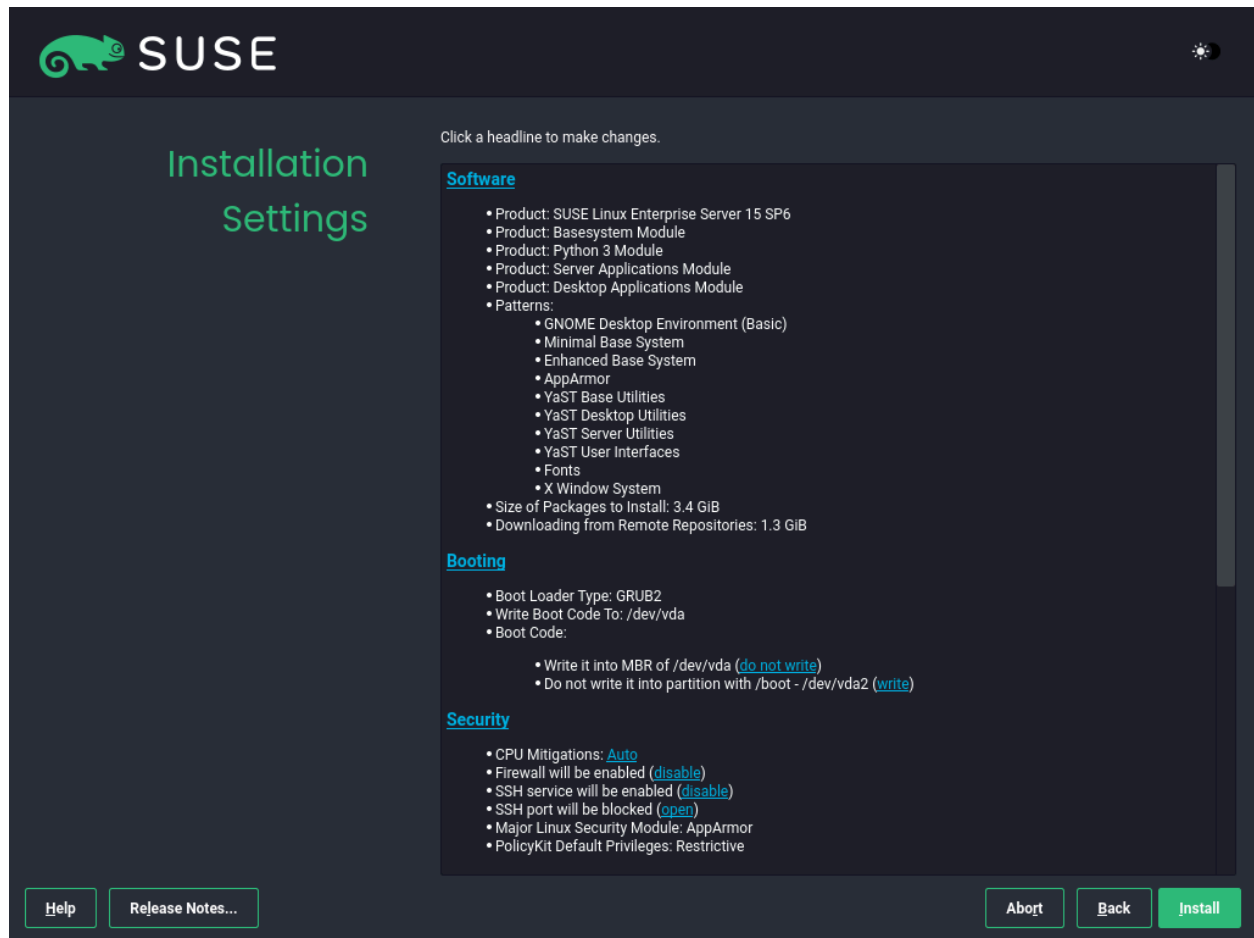 SUSE
Installation
Settings
Click a headline to make changes.
Software
• Product: SUSE Linux Enterprise Server 15 SP6
• Product: Basesystem Module
• Product: Python 3 Module
• Product: Server Applications Module
• Product: Desktop Applications Module
• Patterns:
• GNOME Desktop Environment (Basic)
• Minimal Base System
• Enhanced Base System
• AppArmor
• YaST Base Utilities
• YaST Desktop Utilities
• YaST Server Utilities
• YaST User Interfaces
• Fonts
• X Window System
• Size of Packages to Install: 3.4 GiB
• Downloading from Remote Repositories: 1.3 GiB
Booting
• Boot Loader Type: GRUB2
• Write Boot Code To: /dev/vda
• Boot Code:
• Write it into MBR of /dev/vda (do not write)
• Do not write it into partition with /boot - /dev/vda2 (write)
Security
• CPU Mitigations: Auto
• Firewall will be enabled (disable)
• SSH service will be enabled (disable)
• SSH port will be blocked (open)
• Major Linux Security Module: AppArmor
• PolicyKit Default Privileges: Restrictive
Help Release Notes... Abort Back Install